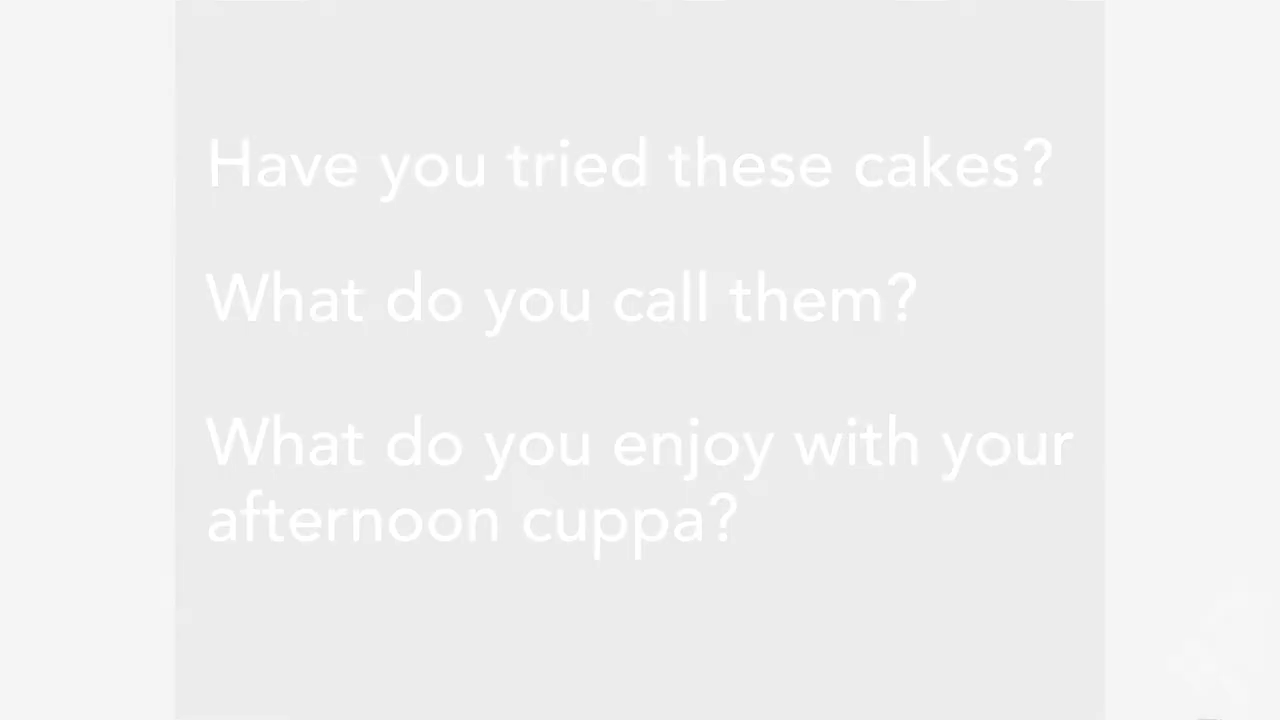 Have you tried these cakes?
What do you call them?
What do you enjoy with your
afternoon cuppa?